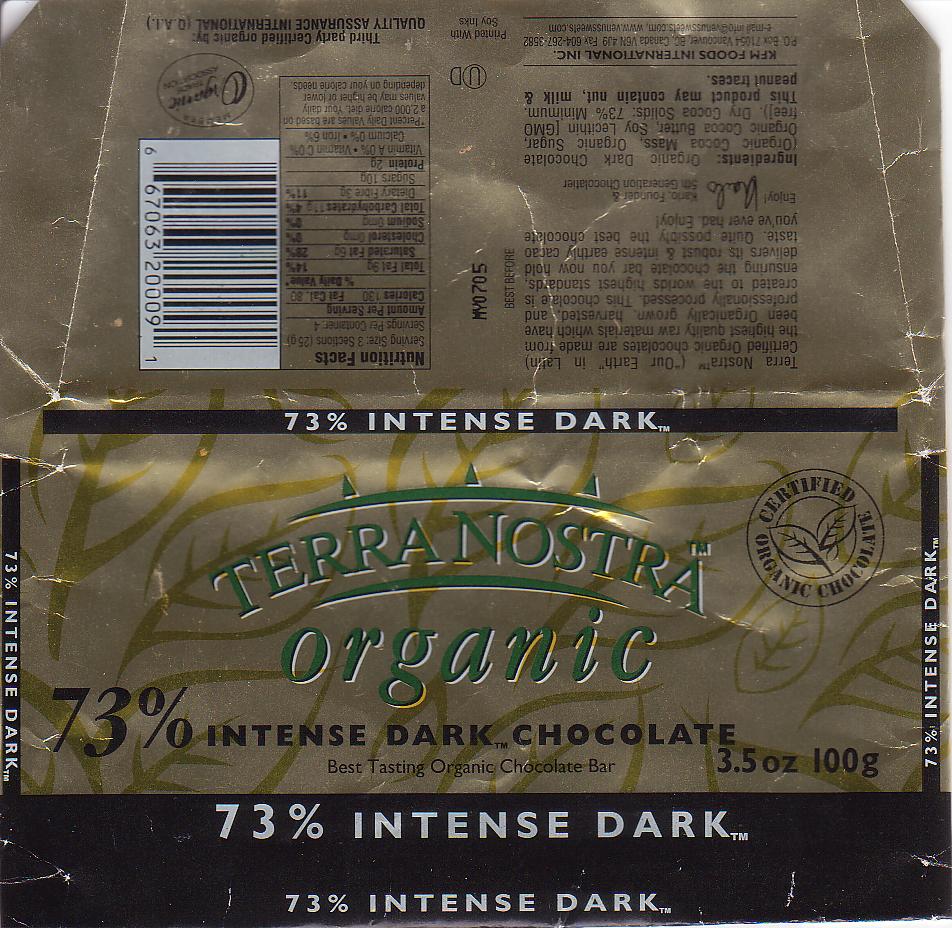 73% INTENSE DARK™
TERRA NOSTRA™
organic
CERTIFIED
ORGANIC CHOCOLATE
73% INTENSE DARK™ CHOCOLATE
Best Tasting Organic Chocolate Bar
3.5oz 100g
73% INTENSE DARK™
73% INTENSE DARK™
73% INTENSE DARK™
73% INTENSE DARK™
Terra Nostra™ ("Our" "Earth" in Latin)
Certified Organic chocolates are made from
the highest quality raw materials which have
been Organically grown, harvested, and
professionally processed. This chocolate is
created to the worlds highest standards,
ensuring the chocolate bar you now hold
delivers its robust & intense earthly cacao
taste. Quite possibly the best chocolate
you've ever had. Enjoy!
Enjoy!
Karlo, Founder &
5th Generation Chocolatier
Ingredients: Organic Dark Chocolate
(Organic Cocoa Mass, Organic Sugar,
Organic Cocoa Butter, Soy Lecithin [GMO
free]), Dry Cocoa Solids: 73% Minimum.
This product may contain nut, milk, &
peanut traces.
KFM FOODS INTERNATIONAL INC.
P.O. Box 71054 Vancouver, BC, Canada V6N 4J9 Fax 604-267-3582
e-mail info@venussweets.com, www.venussweets.com
BEST BEFORE
MY0705
Printed With
Soy Inks
Nutrition Facts
Serving Size: 3 Sections (25 g)
Servings Per Container: 4
Amount Per Serving
Calories 130 Fat Cal. 80
% Daily Value*
Total Fat 9g 14%
Saturated Fat 6g 28%
Cholesterol 0mg 0%
Sodium 0mg 0%
Total Carbohydrates 11g 4%
Dietary Fibre 3g 11%
Sugars 10g
Protein 2g
Vitamin A 0% • Vitamin C 0%
Calcium 0% • Iron 6%
*Percent Values Daily Diet are based on
a 2,000 calorie diet. Your daily
values may be higher or lower
depending on your calorie needs
6 67063 20009 1
MEMBER
Organic
ASSOCIATION
Third party Certified organic by:
QUALITY ASSURANCE INTERNATIONAL (Q.A.I.)